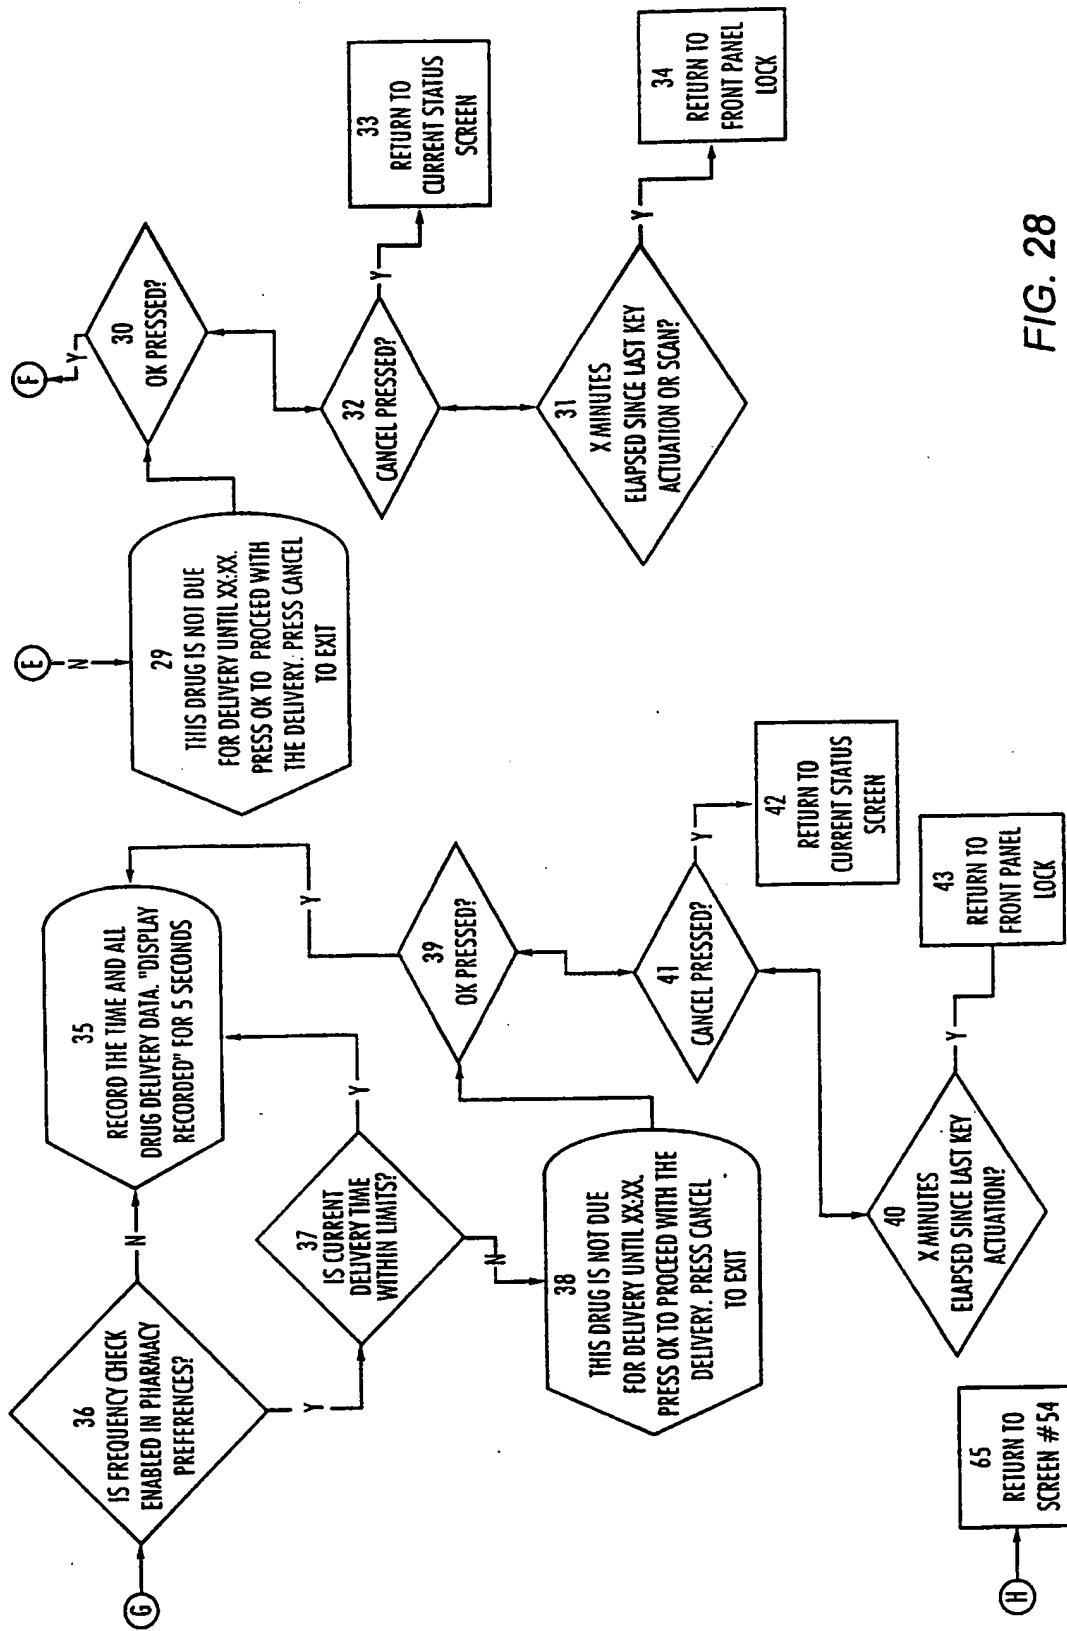 G
36
IS FREQUENCY CHECK
ENABLED IN PHARMACY
PREFERENCES?
N
Y
35
RECORD THE TIME AND ALL
DRUG DELIVERY DATA. "DISPLAY
RECORDED" FOR 5 SECONDS
37
IS CURRENT
DELIVERY TIME
WITHIN LIMITS?
Y
N
38
THIS DRUG IS NOT DUE
FOR DELIVERY UNTIL XX:XX.
PRESS OK TO PROCEED WITH THE
DELIVERY. PRESS CANCEL
TO EXIT
39
OK PRESSED?
Y
41
CANCEL PRESSED?
Y
42
RETURN TO
CURRENT STATUS
SCREEN
40
X MINUTES
ELAPSED SINCE LAST KEY
ACTUATION?
Y
43
RETURN TO
FRONT PANEL
LOCK
H
65
RETURN TO
SCREEN #54
E
N
29
THIS DRUG IS NOT DUE
FOR DELIVERY UNTIL XX:XX.
PRESS OK TO PROCEED WITH
THE DELIVERY. PRESS CANCEL
TO EXIT
F
Y
30
OK PRESSED?
32
CANCEL PRESSED?
Y
33
RETURN TO
CURRENT STATUS
SCREEN
31
X MINUTES
ELAPSED SINCE LAST KEY
ACTUATION OR SCAN?
Y
34
RETURN TO
FRONT PANEL
LOCK
FIG. 28